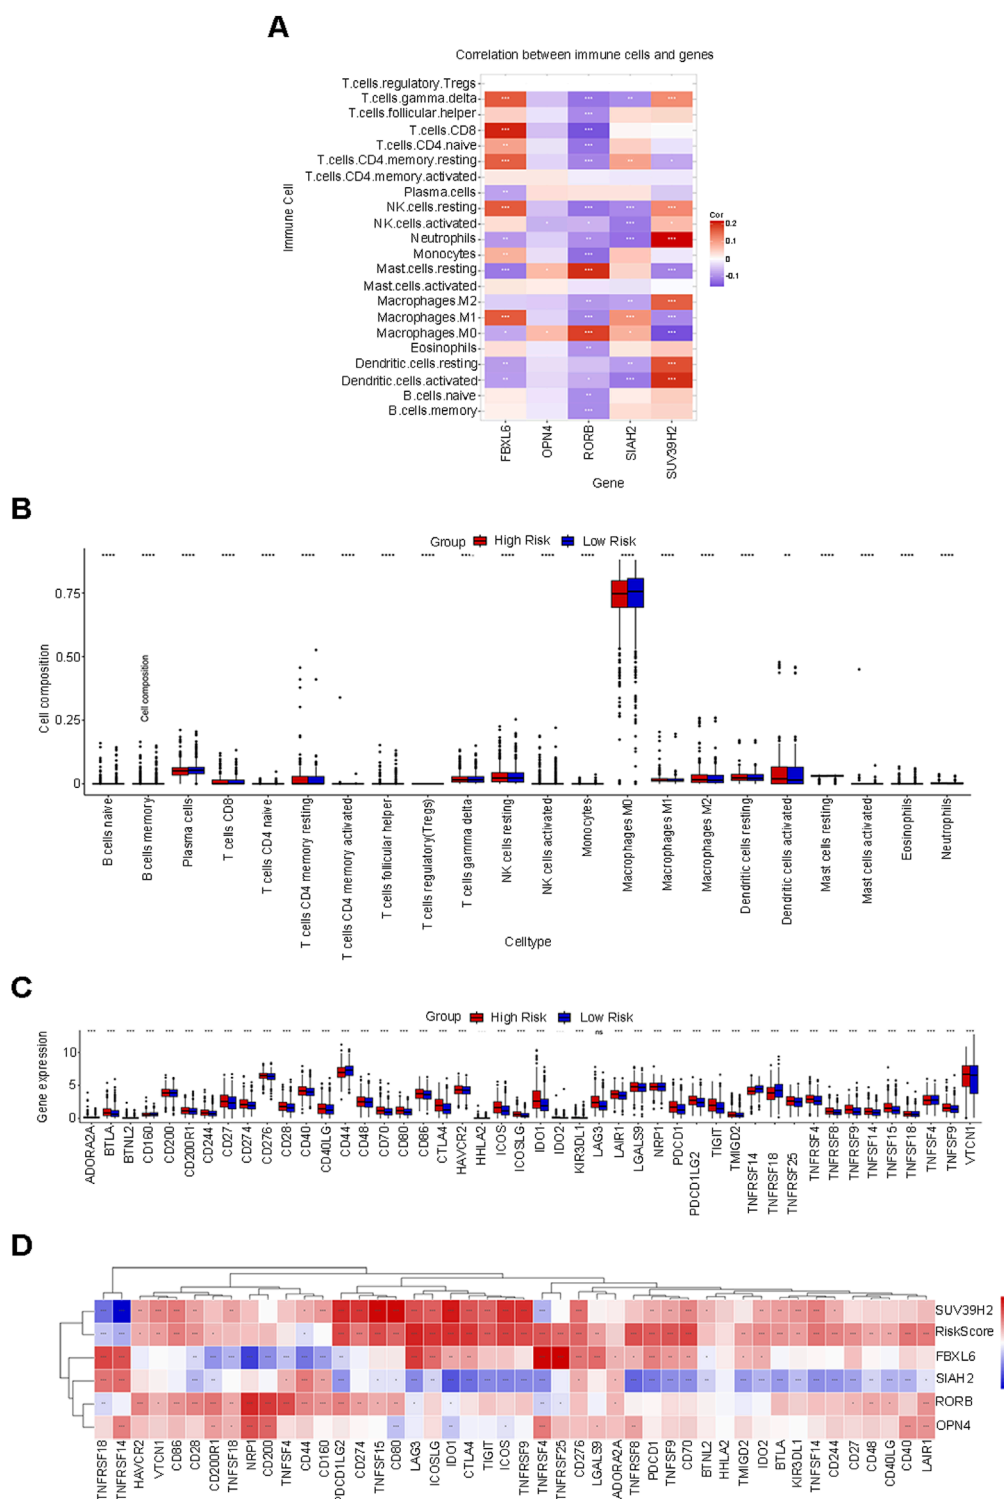 A
Correlation between immune cells and genes
T.cells.regulatory.Tregs
T.cells.gamma.delta
T.cells.follicular.helper
T.cells.CD8
T.cells.CD4.naive
T.cells.CD4.memory.resting
T.cells.CD4.memory.activated
Plasma.cells
NK.cells.resting
NK.cells.activated
Neutrophils
Monocytes
Mast.cells.resting
Mast.cells.activated
Macrophages.M2
Macrophages.M1
Macrophages.M0
Eosinophils
Dendritic.cells.resting
Dendritic.cells.activated
B.cells.naive
B.cells.memory
Immune Cell
Cor
0.2
0.1
0
-0.1
FBXL6
OPN4
RORB
SIAH2
SUV39H2
Gene
B
Group High Risk Low Risk
Cell composition
0.75
0.50
0.25
0
Cell composition
B cells naive
B cells memory
Plasma cells
T cells CD8
T cells CD4 naive
T cells CD4 memory resting
T cells CD4 memory activated
T cells follicular helper
T cells regulatory(Tregs)
T cells gamma delta
NK cells resting
NK cells activated
Monocytes
Macrophages M0
Macrophages M1
Macrophages M2
Dendritic cells resting
Dendritic cells activated
Mast cells resting
Mast cells activated
Eosinophils
Neutrophils
Celltype
C
Group High Risk Low Risk
Gene expression
10
5
0
ns
ADORA2A
BTLA
BTNL2
CD160
CD200
CD200R1
CD244
CD27
CD274
CD276
CD28
CD40
CD40LG
CD44
CD48
CD70
CD80
CD86
CTLA4
HAVCR2
HHLA2
ICOS
ICOSLG
IDO1
IDO2
KIR3DL1
LAG3
LAIR1
LGALS9
NRP1
PDCD1
PDCD1LG2
TIGIT
TMIGD2
TNFRSF14
TNFRSF18
TNFRSF25
TNFRSF4
TNFRSF8
TNFRSF9
TNFSF14
TNFSF15
TNFSF18
TNFSF4
TNFSF9
VTCN1
D
SUV39H2
RiskScore
FBXL6
SIAH2
RORB
OPN4
TNFRSF18
TNFRSF14
HAVCR2
VTCN1
CD86
CD28
CD200R1
TNFSF18
NRP1
CD200
TNFSF4
CD44
CD160
PDCD1LG2
CD274
TNFSF15
CD80
LAG3
ICOSLG
IDO1
CTLA4
TIGIT
ICOS
TNFRSF9
TNFRSF4
TNFRSF25
CD276
LGALS9
ADORA2A
TNFRSF8
PDCD1
TNFSF9
CD70
BTNL2
HHLA2
TMIGD2
IDO2
BTLA
KIR3DL1
TNFSF14
CD244
CD27
CD48
CD40LG
CD40
LAIR1